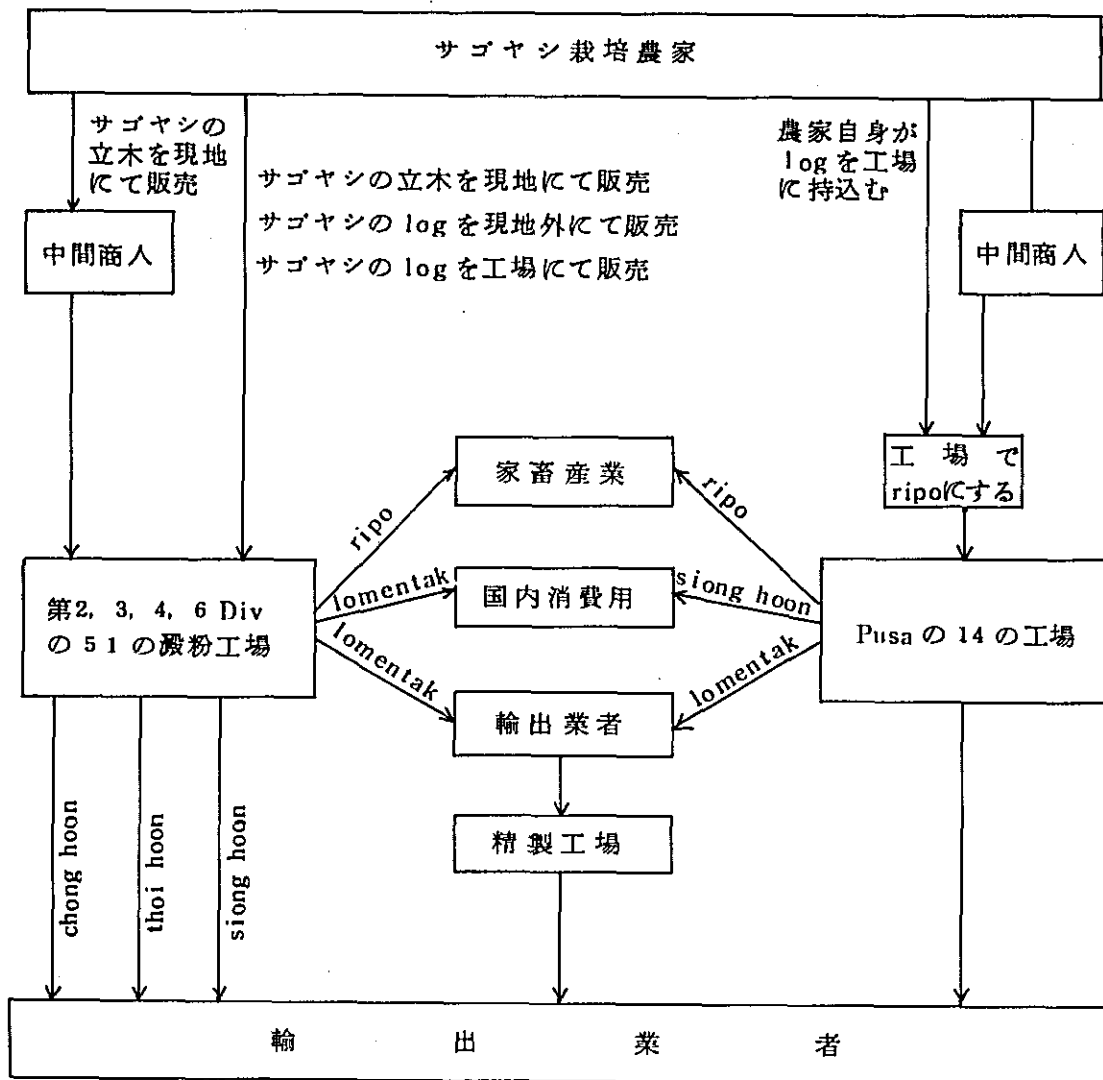 サゴヤシ栽培農家
サゴヤシの
立木を現地
にて販売
サゴヤシの立木を現地にて販売
サゴヤシの log を現地外にて販売
サゴヤシの log を工場にて販売
農家自身が
logを工場
に持込む
中間商人
中間商人
工場で
ripoにする
家畜産業
ripo
ripo
lomentak
国内消費用
siong hoon
第2, 3, 4, 6 Div
の 51 の澱粉工場
Pusa の 14 の工場
lomentak
輸出業者
lomentak
精製工場
chong hoon
thoi hoon
siong hoon
輸出業者